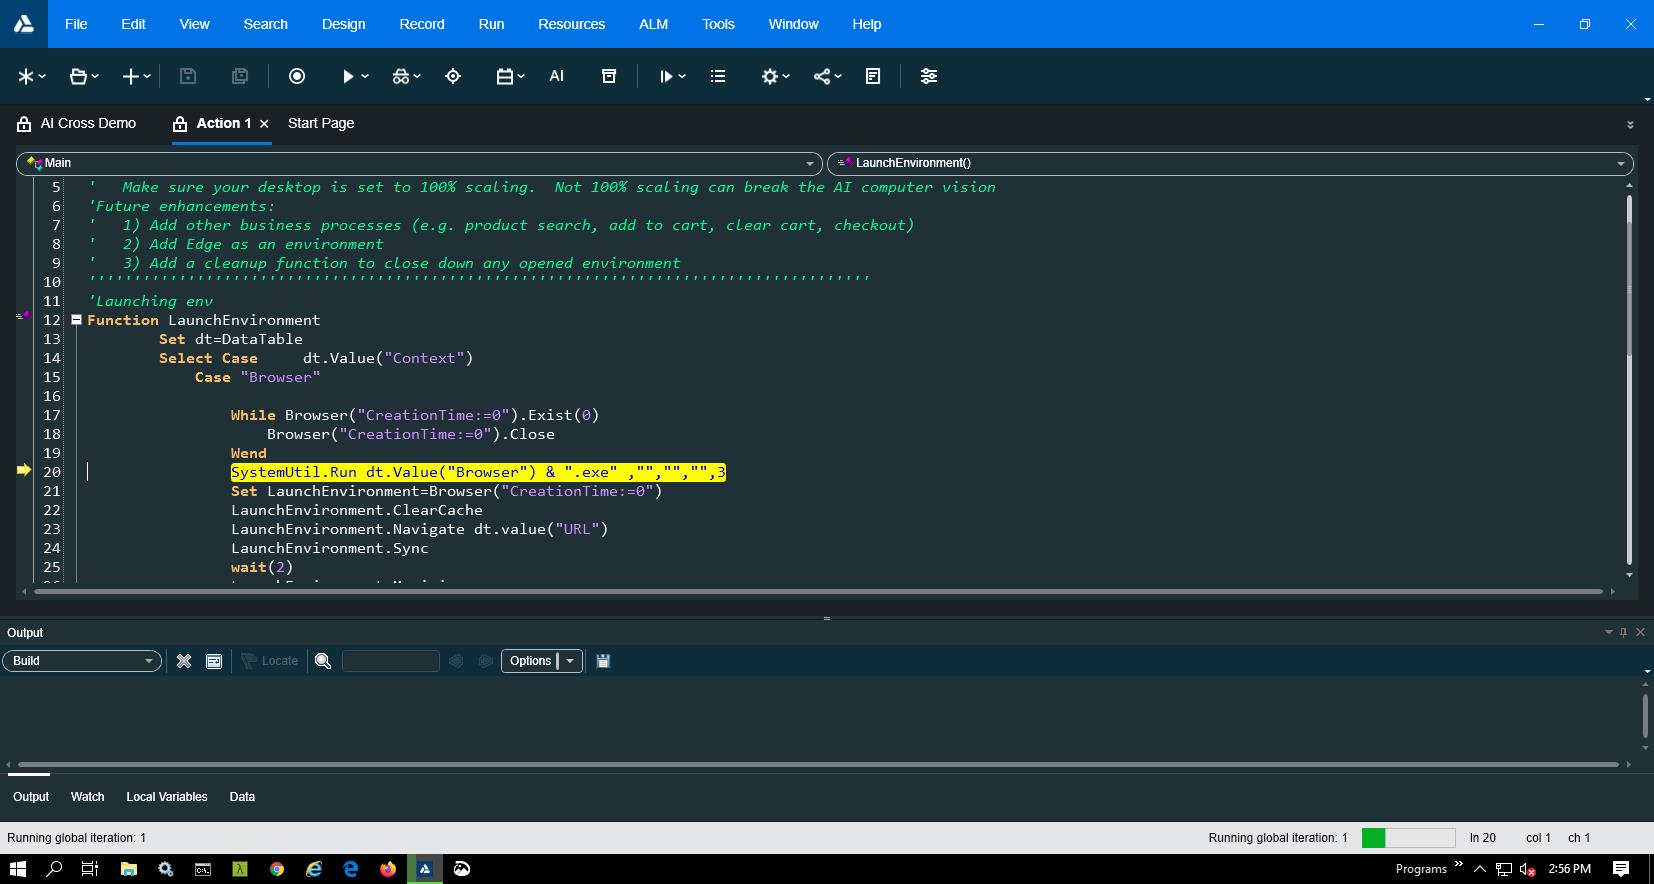 File Edit View Search Design Record Run Resources ALM Tools Window Help
AI
AI Cross Demo Action 1 Start Page
Main LaunchEnvironment()
5 ' Make sure your desktop is set to 100% scaling. Not 100% scaling can break the AI computer vision
6 'Future enhancements:
7 ' 1) Add other business processes (e.g. product search, add to cart, clear cart, checkout)
8 ' 2) Add Edge as an environment
9 ' 3) Add a cleanup function to close down any opened environment
10 '''''''''''''''''''''''''''''''''''''''''''''''''''''''''''''''''''''''''''''''''''''''
11 'Launching env
12 Function LaunchEnvironment
13 Set dt=DataTable
14 Select Case dt.Value("Context")
15 Case "Browser"
16
17 While Browser("CreationTime:=0").Exist(0)
18 Browser("CreationTime:=0").Close
19 Wend
20 SystemUtil.Run dt.Value("Browser") & ".exe" ,"","","",3
21 Set LaunchEnvironment=Browser("CreationTime:=0")
22 LaunchEnvironment.ClearCache
23 LaunchEnvironment.Navigate dt.value("URL")
24 LaunchEnvironment.Sync
25 wait(2)
Output
Build Locate Options
Output Watch Local Variables Data
Running global iteration: 1 Running global iteration: 1 ln 20 col 1 ch 1
Programs 2:56 PM